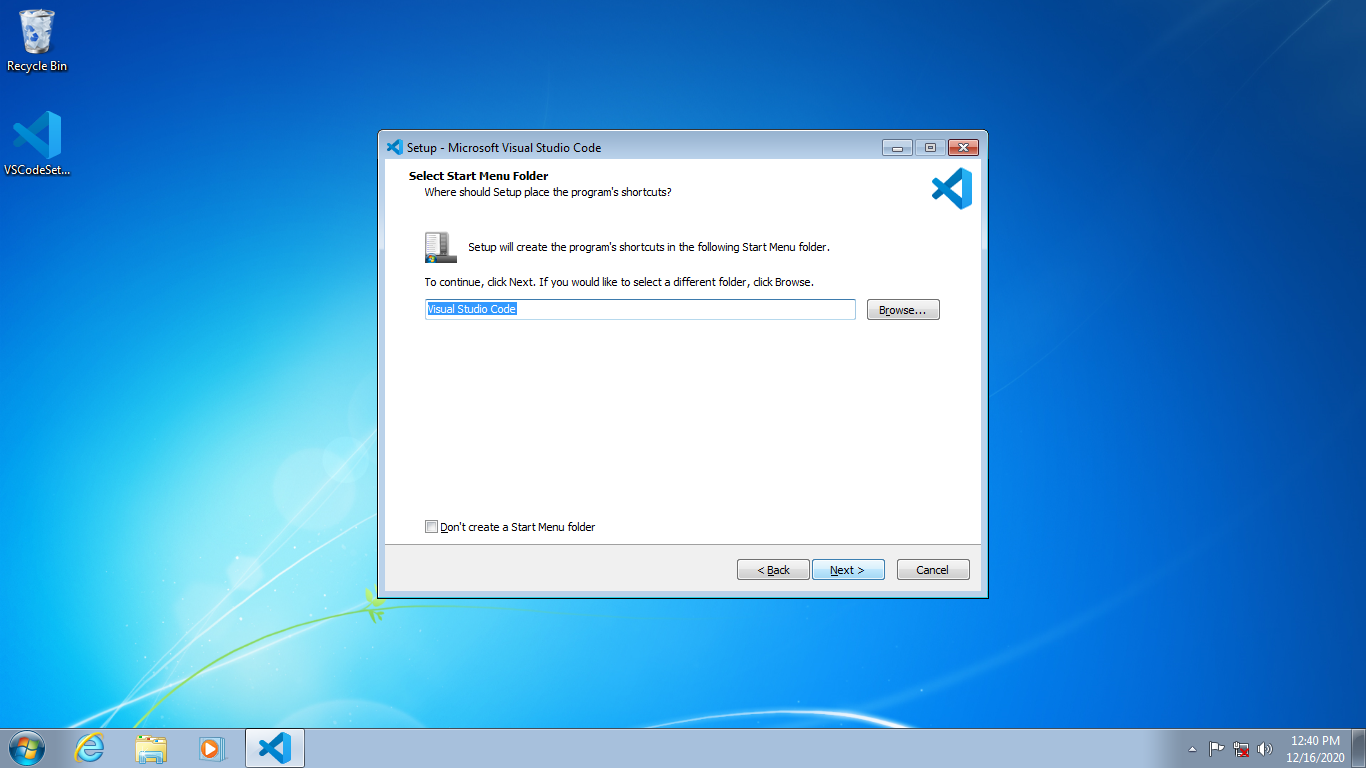 Recycle Bin
VSCodeSet...
Setup - Microsoft Visual Studio Code
Select Start Menu Folder
Where should Setup place the program's shortcuts?
Setup will create the program's shortcuts in the following Start Menu folder.
To continue, click Next. If you would like to select a different folder, click Browse.
Visual Studio Code
Browse...
Don't create a Start Menu folder
< Back
Next >
Cancel
12:40 PM
12/16/2020